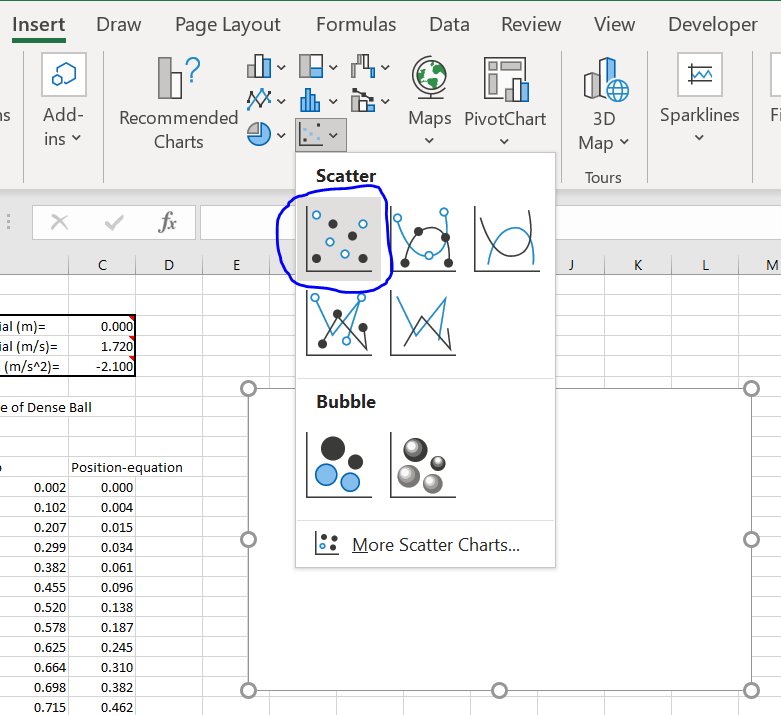 Insert Draw Page Layout Formulas Data Review View Developer
Add-
ins
Recommended
Charts
Maps
PivotChart
3D
Map
Sparklines
Tours
Scatter
fx
C D E J K L M
ial (m)= 0.000
ial (m/s)= 1.720
(m/s^2)= -2.100
Bubble
e of Dense Ball
Position-equation
0.002 0.000
0.102 0.004
0.207 0.015
0.299 0.034
More Scatter Charts...
0.382 0.061
0.455 0.096
0.520 0.138
0.578 0.187
0.625 0.245
0.664 0.310
0.698 0.382
0.715 0.462